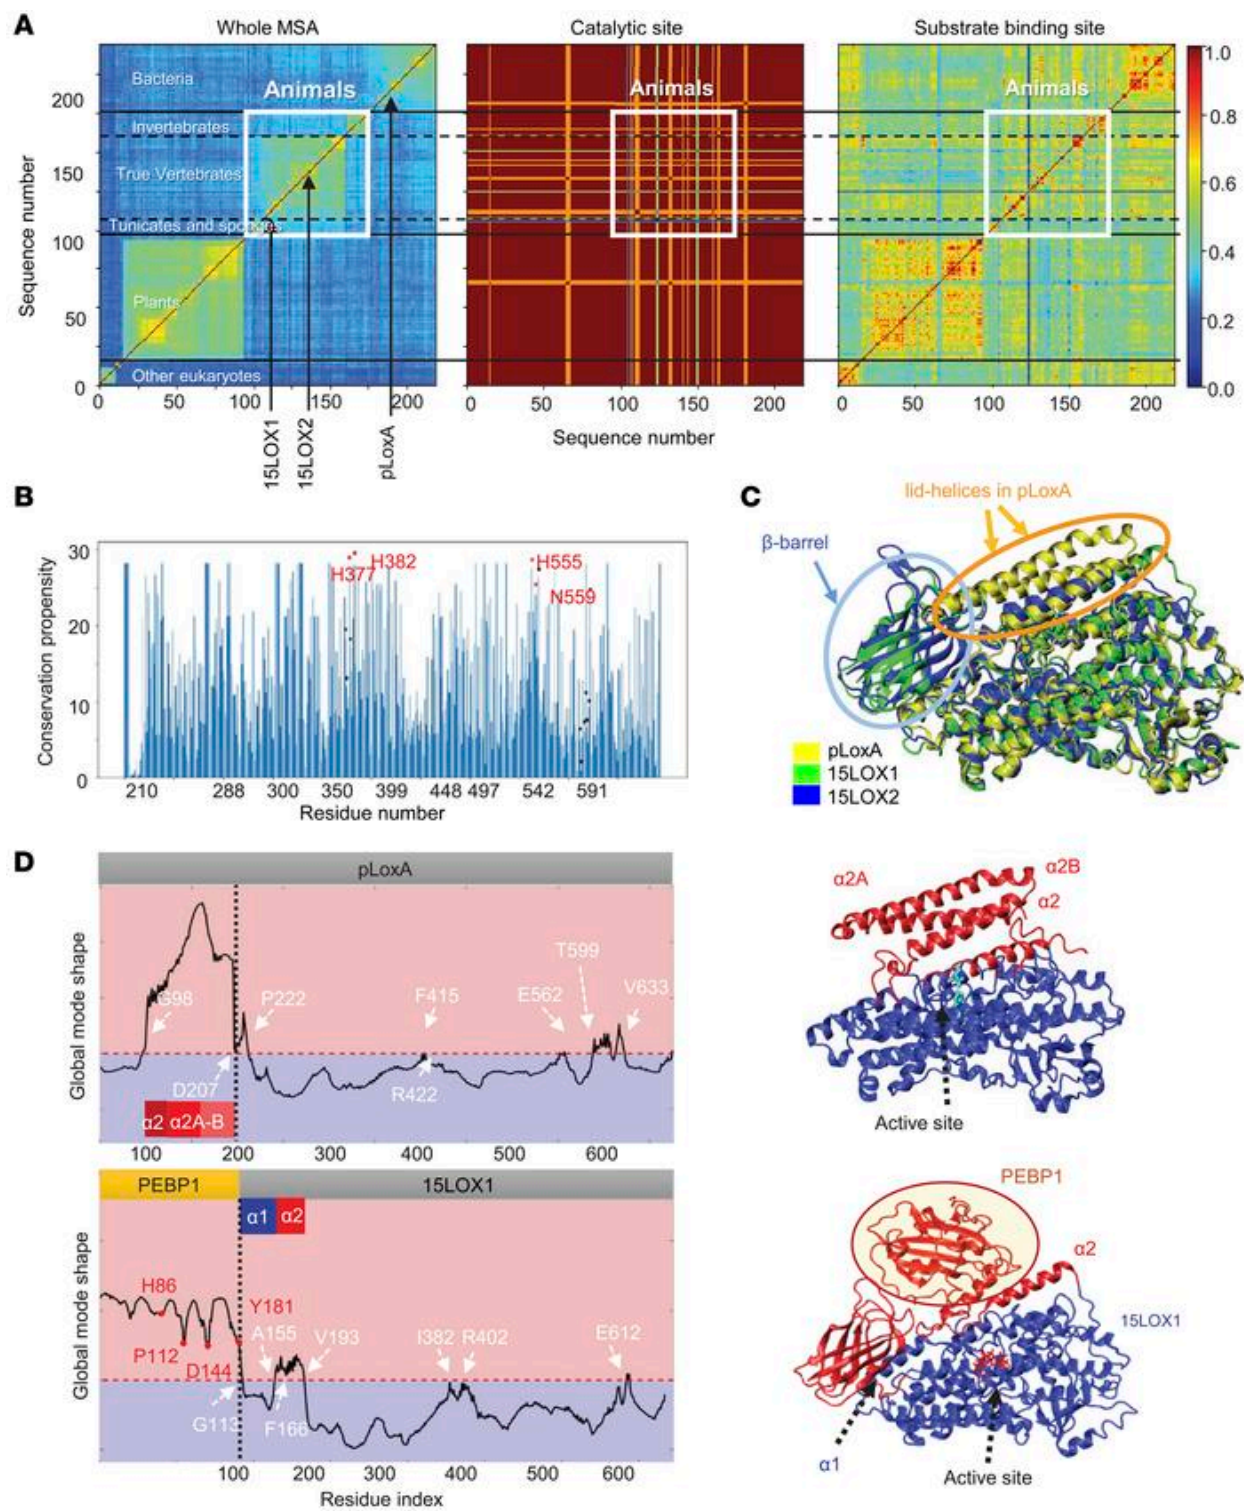 A
Whole MSA
Catalytic site
Substrate binding site
Sequence number
0
50
100
150
200
Bacteria
Animals
Invertebrates
True Vertebrates
Tunicates and sponges
Plants
Other eukaryotes
0 50 100 150 200
Animals
0 50 100 150 200
Animals
0 50 100 150 200
1.0
0.8
0.6
0.4
0.2
0.0
Sequence number
15LOX1
15LOX2
pLoxA
B
Conservation propensity
30
20
10
0
H377
H382
H555
N559
210 288 300 350 399 448 497 542 591
Residue number
C
lid-helices in pLoxA
β-barrel
pLoxA
15LOX1
15LOX2
D
pLoxA
Global mode shape
G98
P222
F415
E562
T599
V633
D207
R422
α2 α2A-B
100 200 300 400 500 600
α2A
α2B
α2
Active site
PEBP1
15LOX1
α1 α2
Global mode shape
H86
P112
D144
Y181
A155
V193
I382
R402
E612
G113
F166
100 200 300 400 500 600
Residue index
PEBP1
α2
15LOX1
α1
Active site